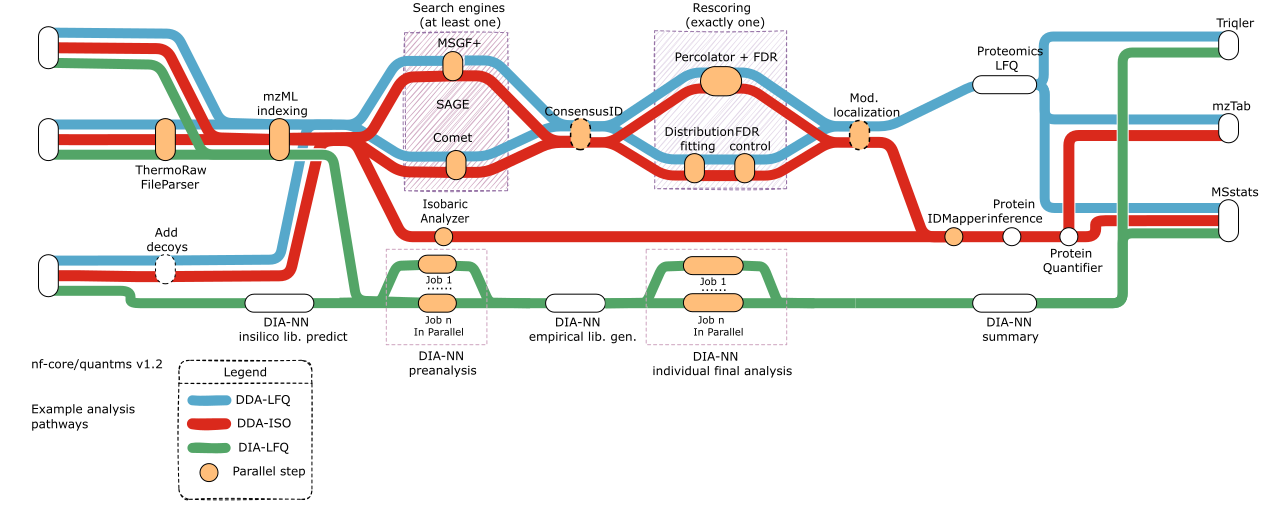 Search engines
(at least one)
Rescoring
(exactly one)
Triqler
MSGF+
Percolator + FDR
Proteomics
LFQ
mzML
indexing
SAGE
ConsensusID
Mod.
localization
mzTab
Comet
Distribution
fitting
FDR
control
ThermoRaw
FileParser
MSstats
Isobaric
Analyzer
IDMapper
Protein
inference
Add
decoys
Protein
Quantifier
Job 1
......
Job n
In Parallel
Job 1
......
Job n
In Parallel
DIA-NN
insilico lib. predict
DIA-NN
empirical lib. gen.
DIA-NN
summary
DIA-NN
preanalysis
DIA-NN
individual final analysis
nf-core/quantms v1.2
Example analysis
pathways
Legend
DDA-LFQ
DDA-ISO
DIA-LFQ
Parallel step